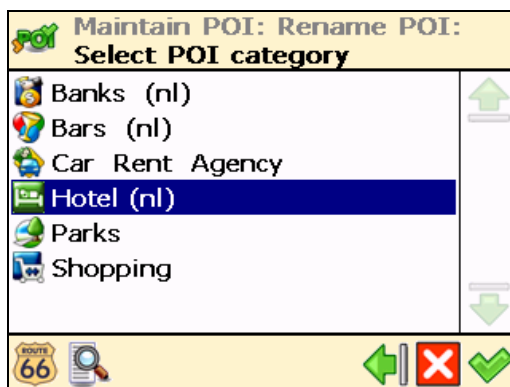 POI
Maintain POI: Rename POI:
Select POI category
Banks (nl)
Bars (nl)
Car Rent Agency
Hotel (nl)
Parks
Shopping
ROUTE
66